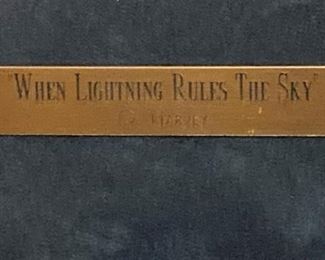 "When Lightning Rules The Sky"
G. Harvey